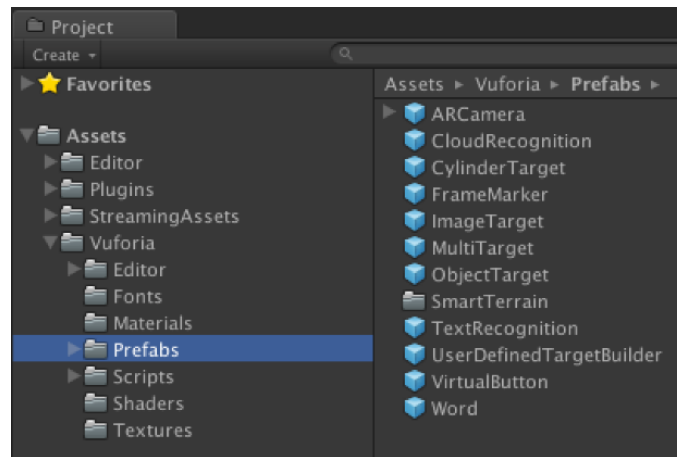 Project
Create
Favorites
Assets
Editor
Plugins
StreamingAssets
Vuforia
Editor
Fonts
Materials
Prefabs
Scripts
Shaders
Textures
Assets Vuforia Prefabs
ARCamera
CloudRecognition
CylinderTarget
FrameMarker
ImageTarget
MultiTarget
ObjectTarget
SmartTerrain
TextRecognition
UserDefinedTargetBuilder
VirtualButton
Word